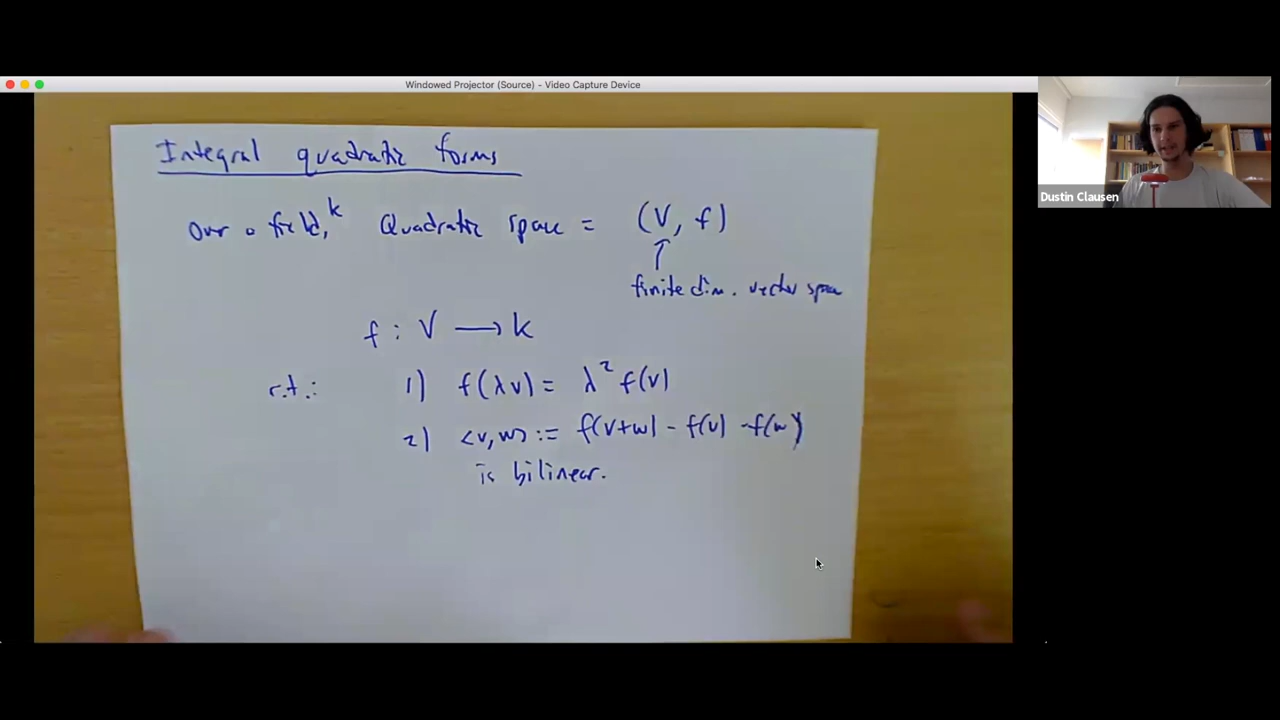 Windowed Projector (Source) - Video Capture Device
Dustin Clausen
Integral quadratic forms
Over a field, k Quadratic space = (V, f)
↑
finite dim. vector space
f : V ⟶ k
s.t.:
1) f(λv) = λ² f(v)
2) <v,w> := f(v+w) - f(v) - f(w)
is bilinear.